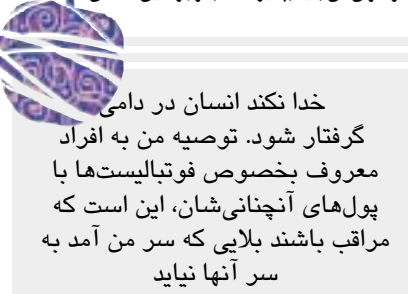 خدا نکند انسان در دامی
گرفتار شود. توصیه من به افراد
معروف بخصوص فوتبالیست‌ها با
پول‌های آنچنانی‌شان، این است که
مراقب باشند بلایی که سر من آمد به
سر آنها نیاید